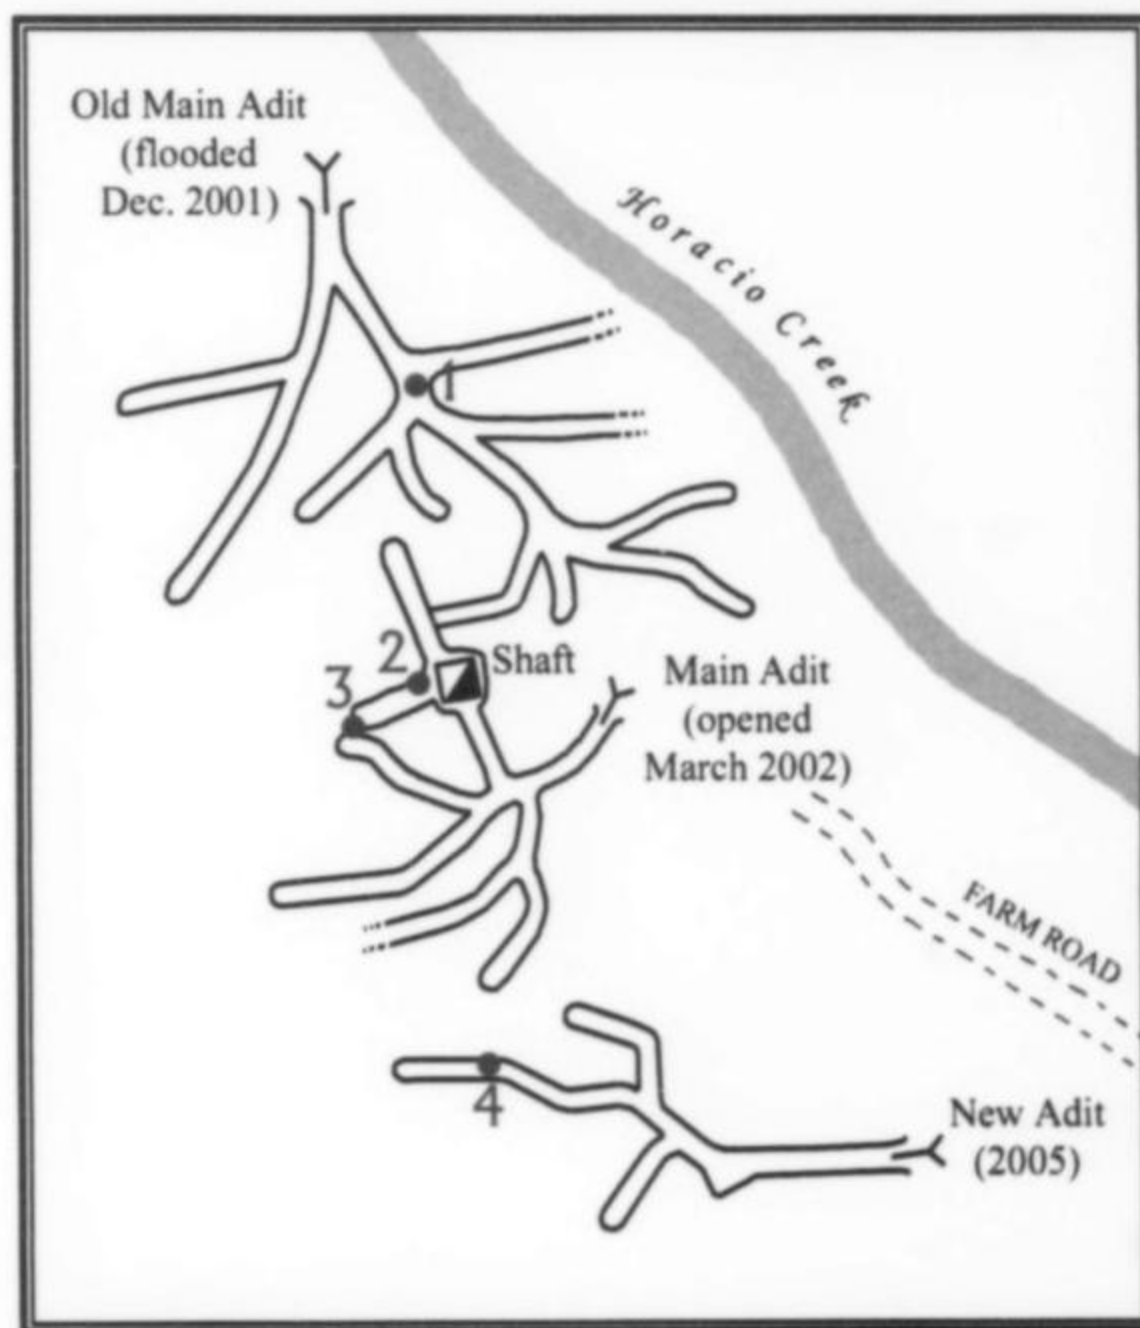 Old Main Adit
(flooded
Dec. 2001)
Horacio Creek
1
2
Shaft
3
Main Adit
(opened
March 2002)
FARM ROAD
4
New Adit
(2005)